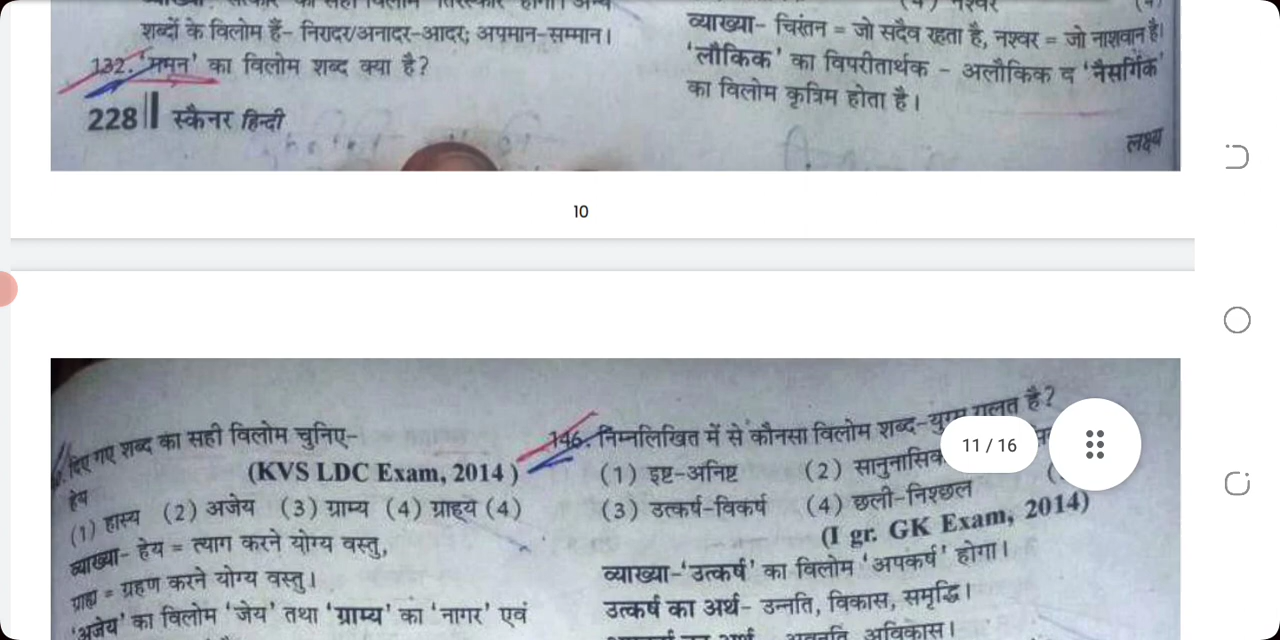 शब्दों के विलोम हैं- निरादर/अनादर-आदर; अपमान-सम्मान।
132. 'नमन' का विलोम शब्द क्या है?
228 स्कैनर हिन्दी
(4) नश्वर
व्याख्या- चिरंतन = जो सदैव रहता है, नश्वर = जो नाशवान है।
'लौकिक' का विपरीतार्थक - अलौकिक व 'नैसर्गिक'
का विलोम कृत्रिम होता है।
लक्ष्य
10
दिए गए शब्द का सही विलोम चुनिए-
(KVS LDC Exam, 2014)
हेय
(1) हास्य (2) अजेय (3) ग्राम्य (4) ग्राह्ये (4)
व्याख्या- हेय = त्याग करने योग्य वस्तु,
ग्राह्य = ग्रहण करने योग्य वस्तु।
'अजेय' का विलोम 'जेय' तथा 'ग्राम्य' का 'नागर' एवं
146. निम्नलिखित में से कौनसा विलोम शब्द-युग्म गलत है?
(1) इष्ट-अनिष्ट (2) सानुनासिक
(3) उत्कर्ष-विकर्ष (4) छली-निश्छल
(I gr. GK Exam, 2014)
व्याख्या-'उत्कर्ष' का विलोम 'अपकर्ष' होगा।
उत्कर्ष का अर्थ- उन्नति, विकास, समृद्धि।
अवनति, अविकास।
11 / 16